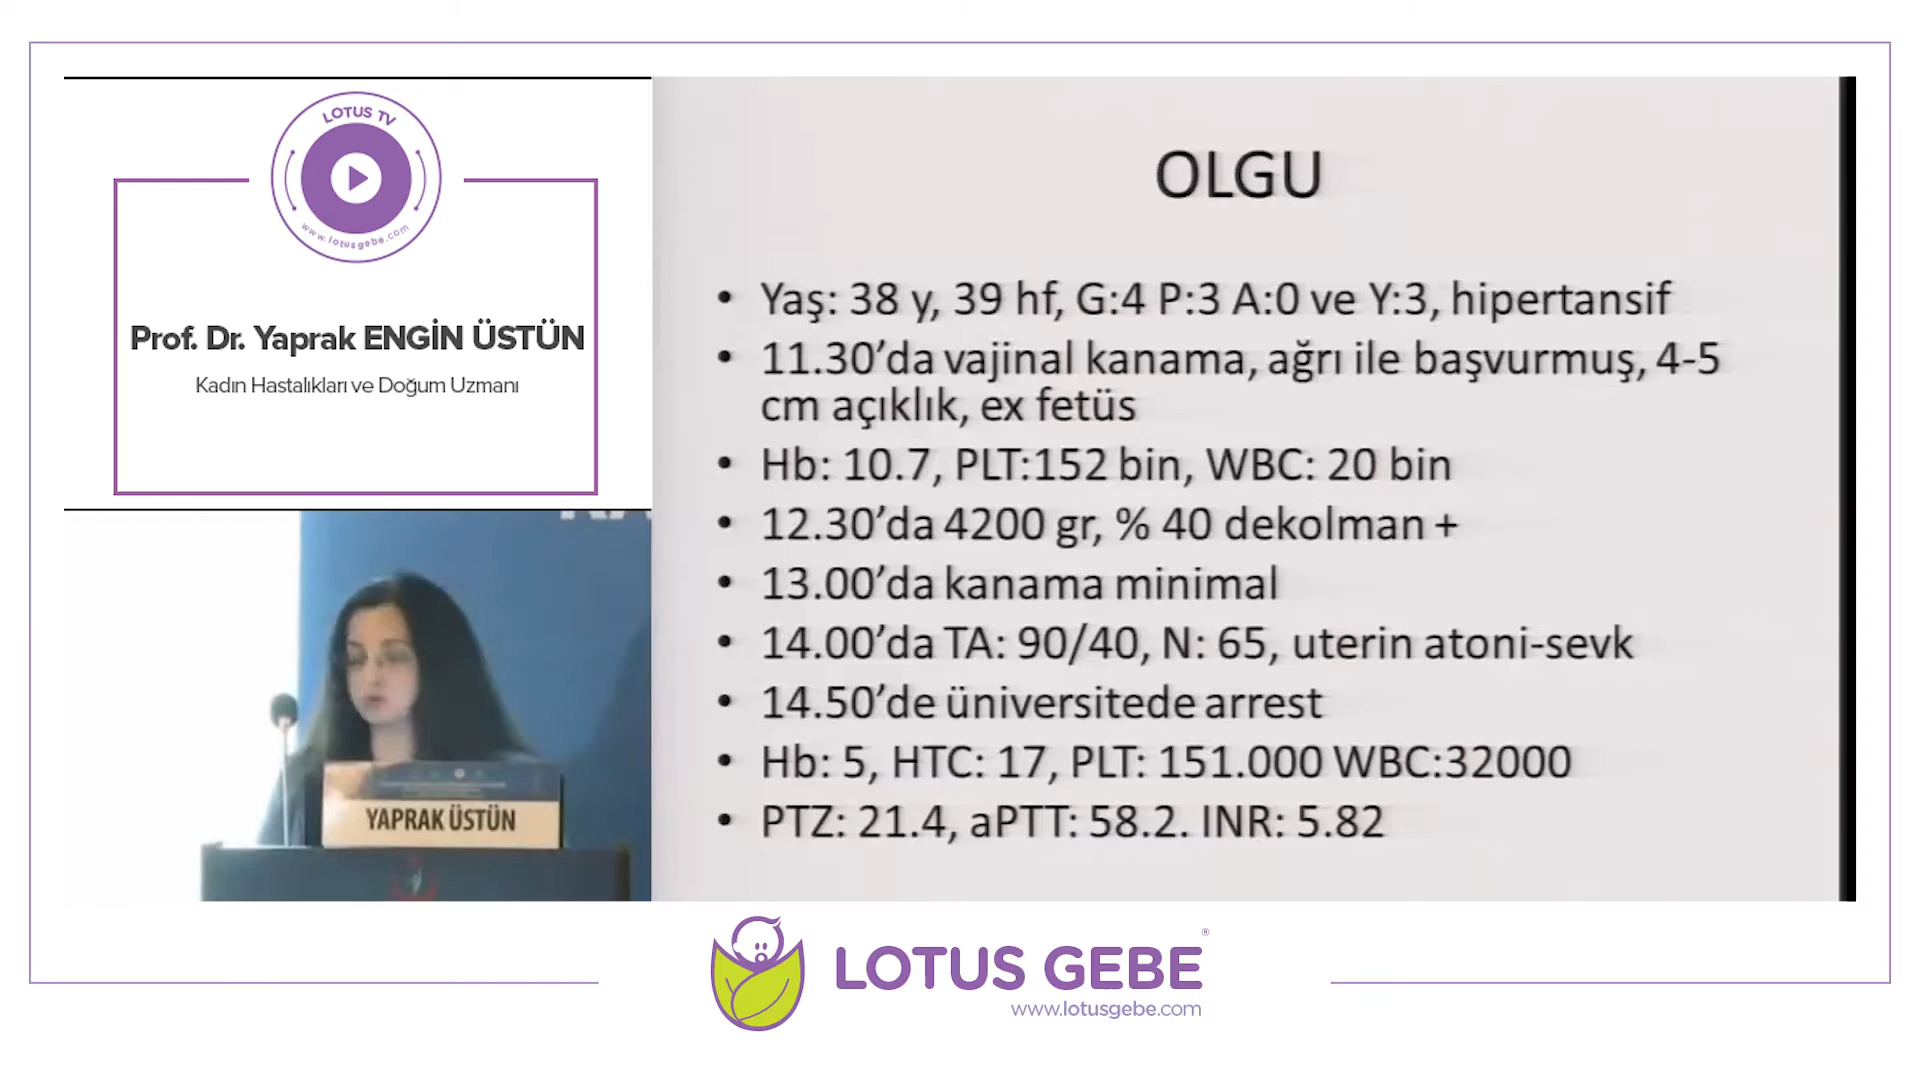 LOTUS TV
www.lotusgebe.com
Prof. Dr. Yaprak ENGİN ÜSTÜN
Kadın Hastalıkları ve Doğum Uzmanı
YAPRAK ÜSTÜN
OLGU
• Yaş: 38 y, 39 hf, G:4 P:3 A:0 ve Y:3, hipertansif
• 11.30’da vajinal kanama, ağrı ile başvurmuş, 4-5
cm açıklık, ex fetüs
• Hb: 10.7, PLT:152 bin, WBC: 20 bin
• 12.30’da 4200 gr, % 40 dekolman +
• 13.00’da kanama minimal
• 14.00’da TA: 90/40, N: 65, uterin atoni-sevk
• 14.50’de üniversitede arrest
• Hb: 5, HTC: 17, PLT: 151.000 WBC:32000
• PTZ: 21.4, aPTT: 58.2. INR: 5.82
LOTUS GEBE®
www.lotusgebe.com